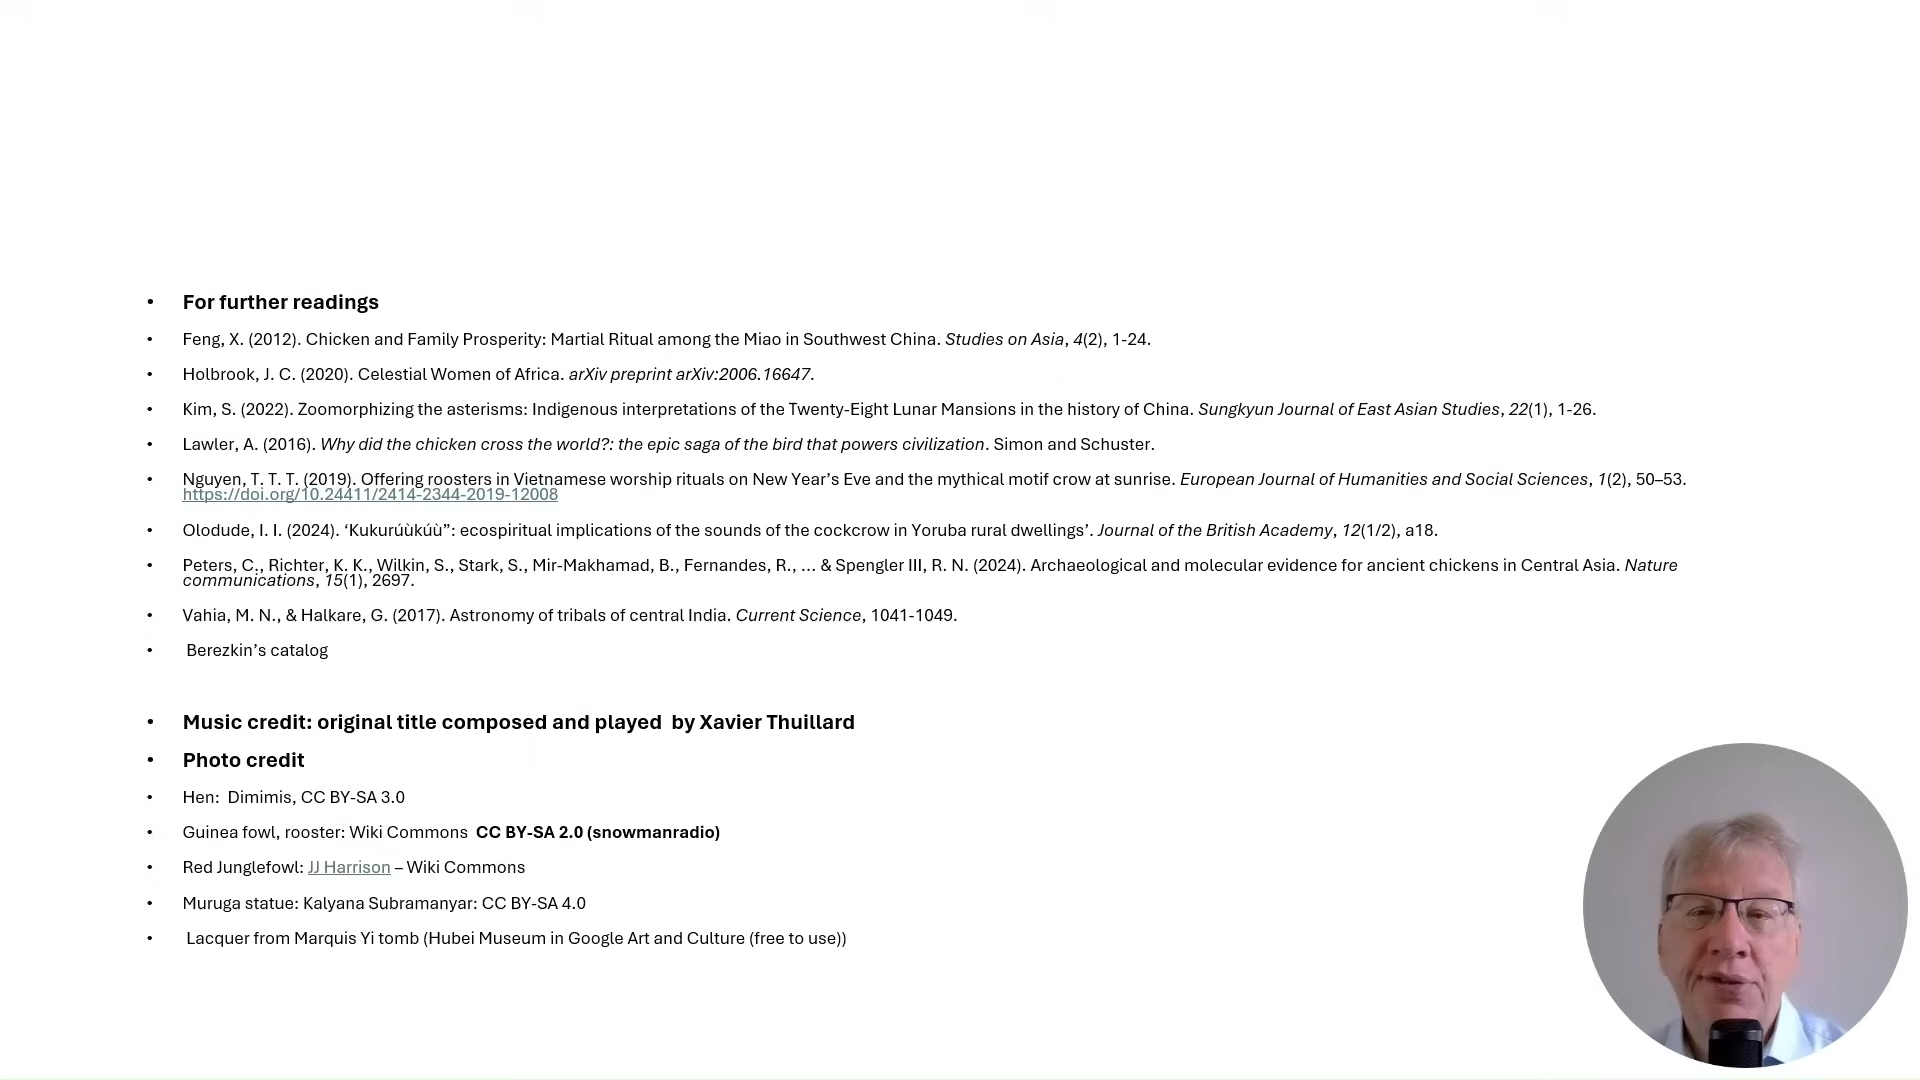 • For further readings
• Feng, X. (2012). Chicken and Family Prosperity: Martial Ritual among the Miao in Southwest China. Studies on Asia, 4(2), 1-24.
• Holbrook, J. C. (2020). Celestial Women of Africa. arXiv preprint arXiv:2006.16647.
• Kim, S. (2022). Zoomorphizing the asterisms: Indigenous interpretations of the Twenty-Eight Lunar Mansions in the history of China. Sungkyun Journal of East Asian Studies, 22(1), 1-26.
• Lawler, A. (2016). Why did the chicken cross the world?: the epic saga of the bird that powers civilization. Simon and Schuster.
• Nguyen, T. T. T. (2019). Offering roosters in Vietnamese worship rituals on New Year’s Eve and the mythical motif crow at sunrise. European Journal of Humanities and Social Sciences, 1(2), 50–53.
https://doi.org/10.24411/2414-2344-2019-12008
• Olodude, I. I. (2024). ‘Kukurúùkúù”: ecospiritual implications of the sounds of the cockcrow in Yoruba rural dwellings’. Journal of the British Academy, 12(1/2), a18.
• Peters, C., Richter, K. K., Wilkin, S., Stark, S., Mir-Makhamad, B., Fernandes, R., ... & Spengler III, R. N. (2024). Archaeological and molecular evidence for ancient chickens in Central Asia. Nature
communications, 15(1), 2697.
• Vahia, M. N., & Halkare, G. (2017). Astronomy of tribals of central India. Current Science, 1041-1049.
• Berezkin’s catalog
• Music credit: original title composed and played by Xavier Thuillard
• Photo credit
• Hen: Dimimis, CC BY-SA 3.0
• Guinea fowl, rooster: Wiki Commons CC BY-SA 2.0 (snowmanradio)
• Red Junglefowl: JJ Harrison – Wiki Commons
• Muruga statue: Kalyana Subramanyar: CC BY-SA 4.0
• Lacquer from Marquis Yi tomb (Hubei Museum in Google Art and Culture (free to use))